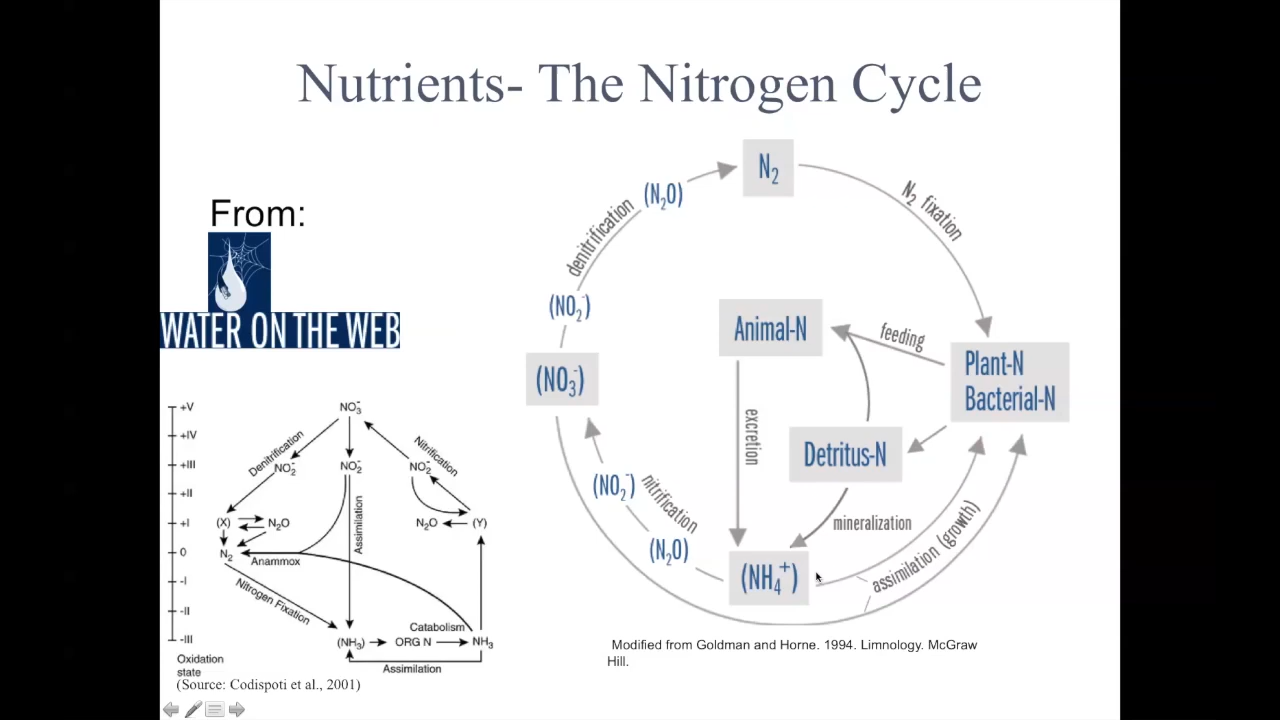 Nutrients- The Nitrogen Cycle
From:
WATER ON THE WEB
N₂
N₂ fixation
(N₂O)
denitrification
(NO₂⁻)
(NO₃⁻)
Animal-N
feeding
Plant-N
Bacterial-N
excretion
Detritus-N
mineralization
(NO₂⁻)
nitrification
(N₂O)
(NH₄⁺)
assimilation (growth)
Modified from Goldman and Horne. 1994. Limnology. McGraw
Hill.
+V
+IV
+III
+II
+I
0
-I
-II
-III
Oxidation
state
NO₃⁻
Denitrification
Nitrification
NO₂⁻
NO₂⁻
NO₂⁻
Assimilation
(X)
N₂O
N₂O
(Y)
N₂
Anammox
Nitrogen Fixation
Catabolism
(NH₃)
ORG N
NH₃
Assimilation
(Source: Codispoti et al., 2001)